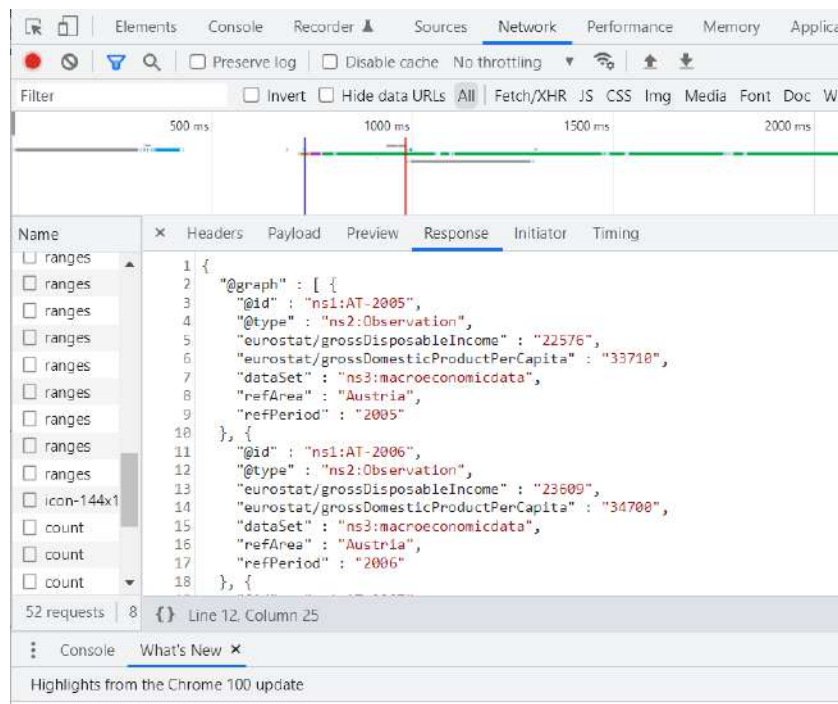 Elements Console Recorder Sources Network Performance Memory Applica
Preserve log Disable cache No throttling
Filter Invert Hide data URLs All Fetch/XHR JS CSS Img Media Font Doc W
500 ms 1000 ms 1500 ms 2000 ms
Name × Headers Payload Preview Response Initiator Timing
ranges
ranges
ranges
ranges
ranges
ranges
ranges
ranges
ranges
icon-144x1
count
count
count
1 {
2 "@graph" : [ {
3 "@id" : "ns1:AT-2005",
4 "@type" : "ns2:Observation",
5 "eurostat/grossDisposableIncome" : "22576",
6 "eurostat/grossDomesticProductPerCapita" : "33710",
7 "dataSet" : "ns3:macroeconomicdata",
8 "refArea" : "Austria",
9 "refPeriod" : "2005"
10 }, {
11 "@id" : "ns1:AT-2006",
12 "@type" : "ns2:Observation",
13 "eurostat/grossDisposableIncome" : "23609",
14 "eurostat/grossDomesticProductPerCapita" : "34700",
15 "dataSet" : "ns3:macroeconomicdata",
16 "refArea" : "Austria",
17 "refPeriod" : "2006"
18 }, {
52 requests 8 {} Line 12, Column 25
Console What's New ×
Highlights from the Chrome 100 update